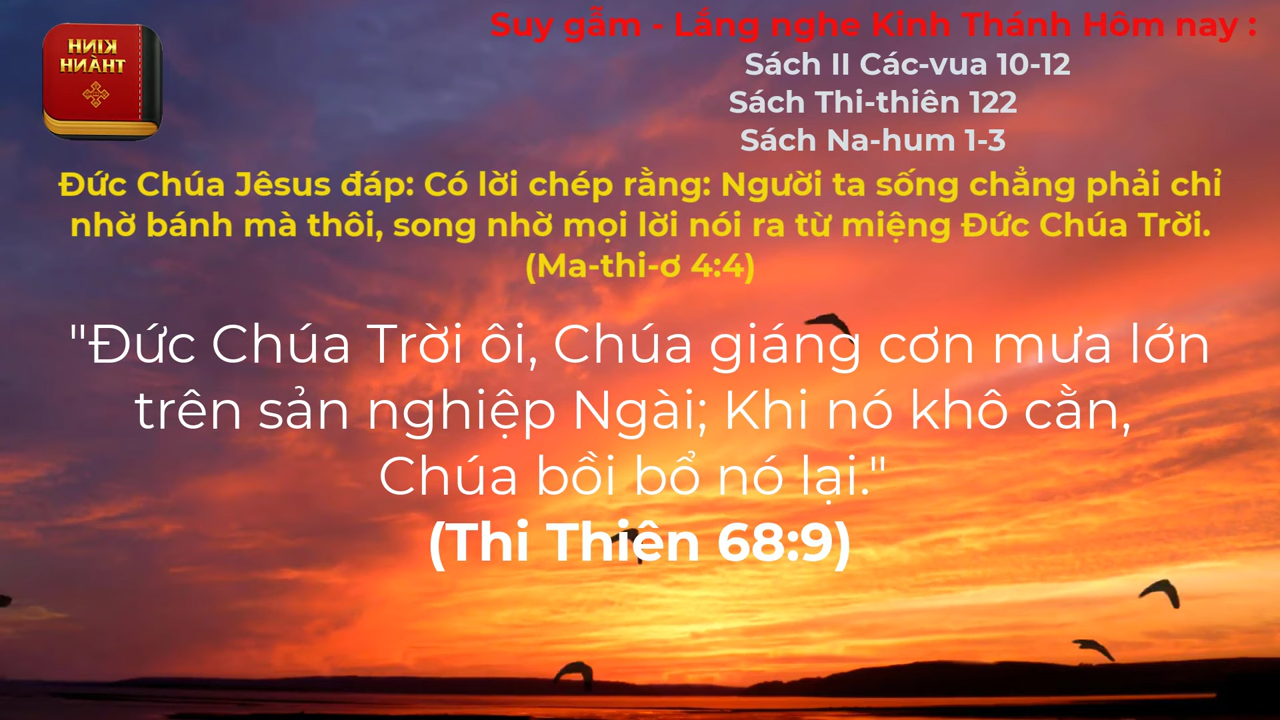 KINH
THÁNH
Suy gẫm - Lắng nghe Kinh Thánh Hôm nay :
Sách II Các-vua 10-12
Sách Thi-thiên 122
Sách Na-hum 1-3
Đức Chúa Jêsus đáp: Có lời chép rằng: Người ta sống chẳng phải chỉ
nhờ bánh mà thôi, song nhờ mọi lời nói ra từ miệng Đức Chúa Trời.
(Ma-thi-ơ 4:4)
"Đức Chúa Trời ôi, Chúa giáng cơn mưa lớn
trên sản nghiệp Ngài; Khi nó khô cằn,
Chúa bồi bổ nó lại."
(Thi Thiên 68:9)